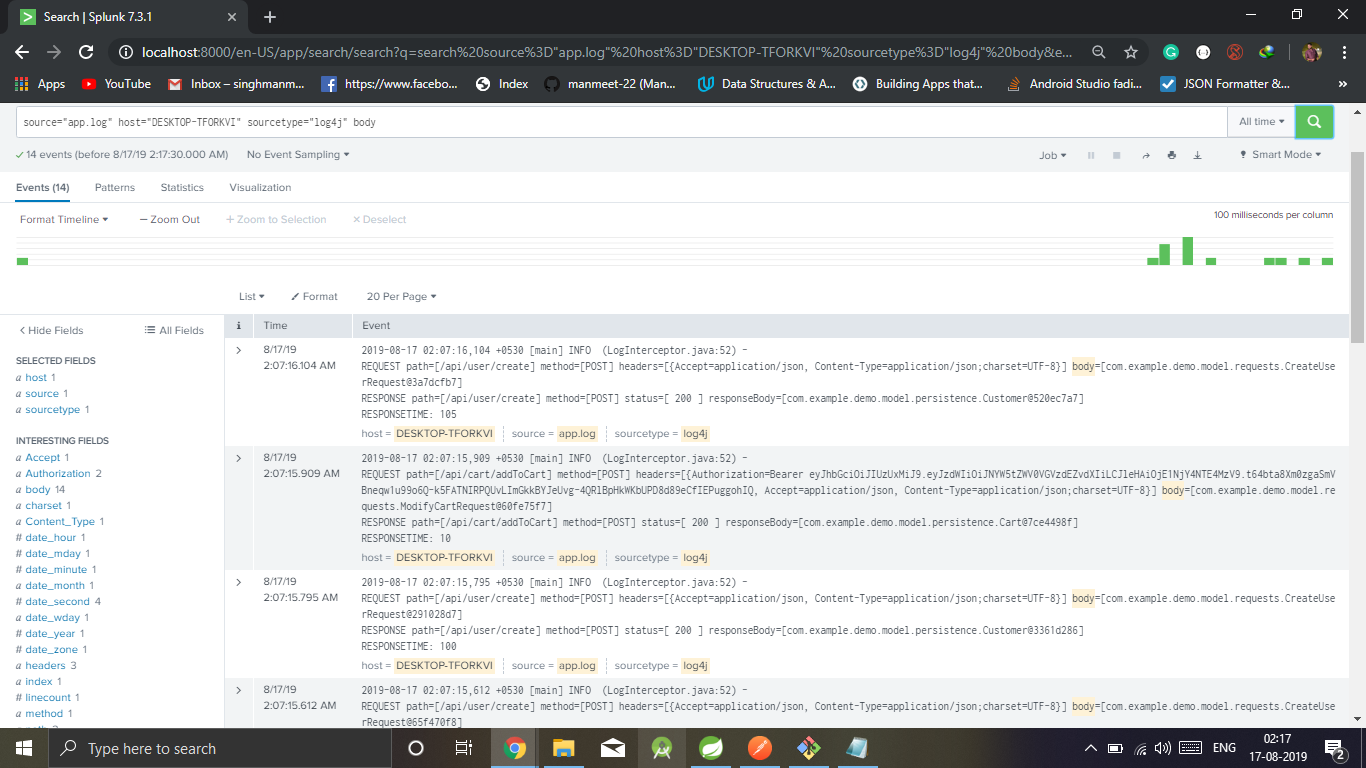 Search | Splunk 7.3.1
localhost:8000/en-US/app/search/search?q=search%20source%3D"app.log"%20host%3D"DESKTOP-TFORKVI"%20sourcetype%3D"log4j"%20body&e...
Apps YouTube Inbox – singhmanm... https://www.facebo... Index manmeet-22 (Man... Data Structures & A... Building Apps that... Android Studio fadi... JSON Formatter &... »
source="app.log" host="DESKTOP-TFORKVI" sourcetype="log4j" body All time
14 events (before 8/17/19 2:17:30.000 AM) No Event Sampling Job Smart Mode
Events (14) Patterns Statistics Visualization
Format Timeline — Zoom Out + Zoom to Selection × Deselect 100 milliseconds per column
List Format 20 Per Page
Hide Fields All Fields
i Time Event
SELECTED FIELDS
a host 1
a source 1
a sourcetype 1
INTERESTING FIELDS
a Accept 1
a Authorization 2
a body 14
a charset 1
a Content_Type 1
# date_hour 1
# date_mday 1
# date_minute 1
a date_month 1
# date_second 4
a date_wday 1
# date_year 1
# date_zone 1
a headers 3
a index 1
# linecount 1
a method 1
8/17/19
2:07:16.104 AM
2019-08-17 02:07:16,104 +0530 [main] INFO (LogInterceptor.java:52) -
REQUEST path=[/api/user/create] method=[POST] headers=[{Accept=application/json, Content-Type=application/json;charset=UTF-8}] body=[com.example.demo.model.requests.CreateUse
rRequest@3a7dcfb7]
RESPONSE path=[/api/user/create] method=[POST] status=[ 200 ] responseBody=[com.example.demo.model.persistence.Customer@520ec7a7]
RESPONSETIME: 105
host = DESKTOP-TFORKVI source = app.log sourcetype = log4j
8/17/19
2:07:15.909 AM
2019-08-17 02:07:15,909 +0530 [main] INFO (LogInterceptor.java:52) -
REQUEST path=[/api/cart/addToCart] method=[POST] headers=[{Authorization=Bearer eyJhbGciOiJIUzUxMiJ9.eyJzdWIiOiJNYW5tZWV0VGVzdEZvdXIiLCJleHAiOjE1NjY4NTE4MzV9.t64bta8Xm0zgaSmV
Bneqw1u99o6Q-k5FATNIRPQUvLImGkkBYJeUvg-4QRlBpHkWKbUPD8d89eCfIEPuggohIQ, Accept=application/json, Content-Type=application/json;charset=UTF-8}] body=[com.example.demo.model.re
quests.ModifyCartRequest@60fe75f7]
RESPONSE path=[/api/cart/addToCart] method=[POST] status=[ 200 ] responseBody=[com.example.demo.model.persistence.Cart@7ce4498f]
RESPONSETIME: 10
host = DESKTOP-TFORKVI source = app.log sourcetype = log4j
8/17/19
2:07:15.795 AM
2019-08-17 02:07:15,795 +0530 [main] INFO (LogInterceptor.java:52) -
REQUEST path=[/api/user/create] method=[POST] headers=[{Accept=application/json, Content-Type=application/json;charset=UTF-8}] body=[com.example.demo.model.requests.CreateUse
rRequest@291028d7]
RESPONSE path=[/api/user/create] method=[POST] status=[ 200 ] responseBody=[com.example.demo.model.persistence.Customer@3361d286]
RESPONSETIME: 100
host = DESKTOP-TFORKVI source = app.log sourcetype = log4j
8/17/19
2:07:15.612 AM
2019-08-17 02:07:15,612 +0530 [main] INFO (LogInterceptor.java:52) -
REQUEST path=[/api/user/create] method=[POST] headers=[{Accept=application/json, Content-Type=application/json;charset=UTF-8}] body=[com.example.demo.model.requests.CreateUse
rRequest@65f470f8]
Type here to search
ENG
02:17
17-08-2019
2